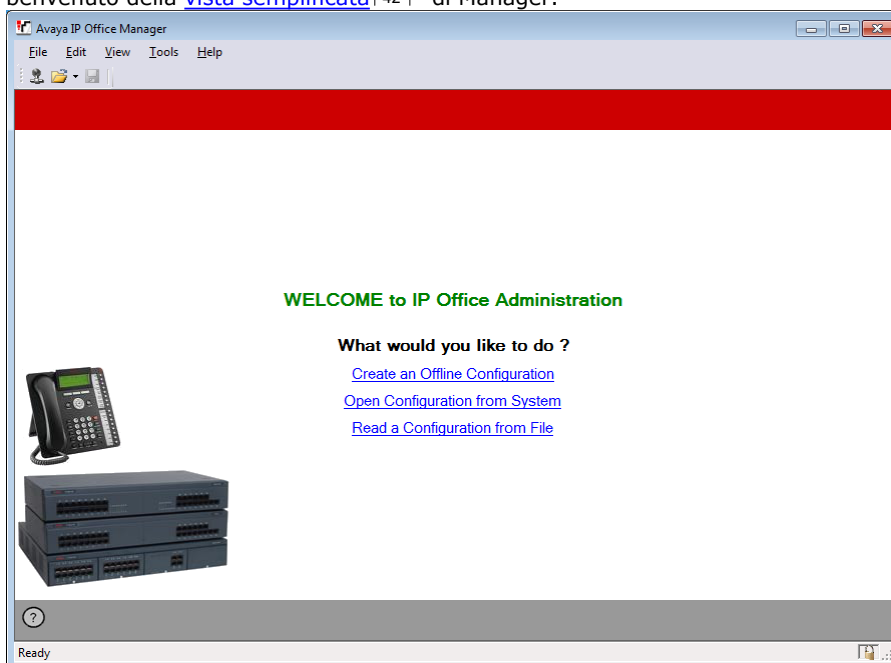 benvenuto della vista semplificata 42 di Manager.
Avaya IP Office Manager
File Edit View Tools Help
WELCOME to IP Office Administration
What would you like to do ?
Create an Offline Configuration
Open Configuration from System
Read a Configuration from File
?
Ready